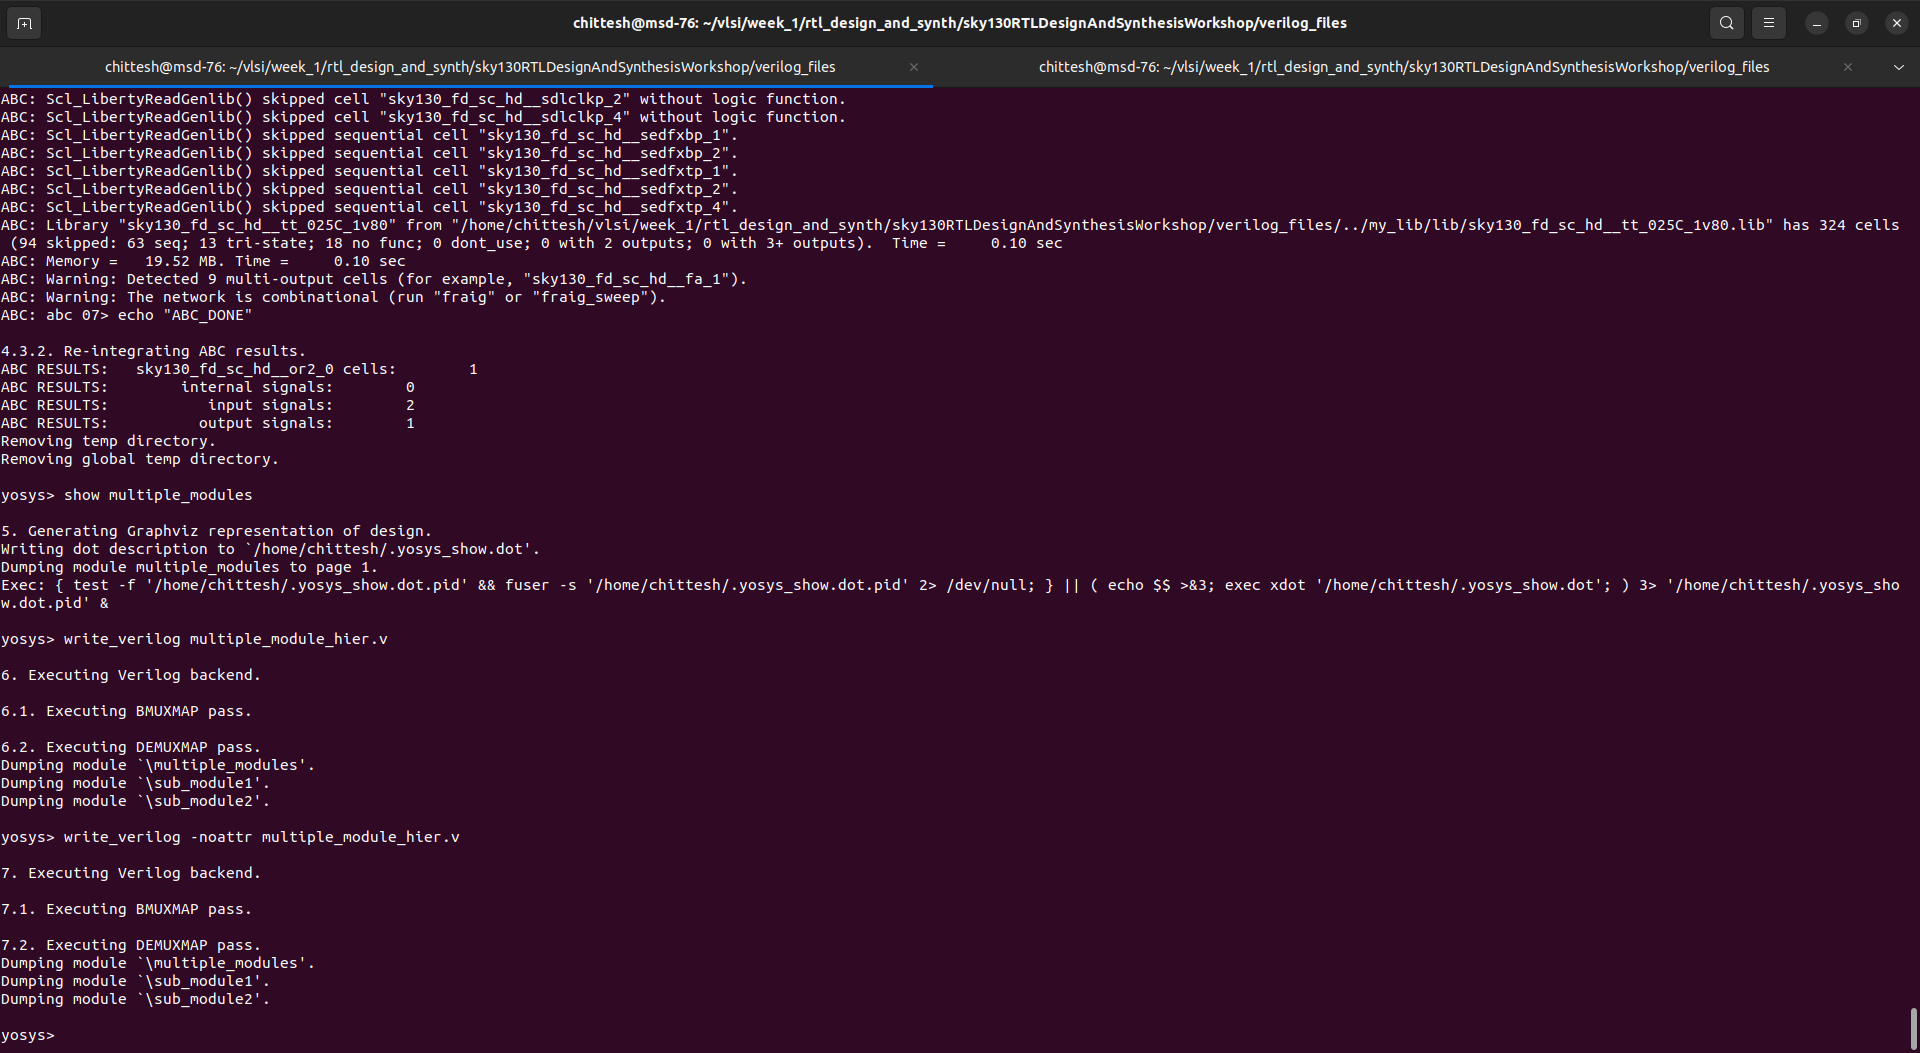 chittesh@msd-76: ~/vlsi/week_1/rtl_design_and_synth/sky130RTLDesignAndSynthesisWorkshop/verilog_files
chittesh@msd-76: ~/vlsi/week_1/rtl_design_and_synth/sky130RTLDesignAndSynthesisWorkshop/verilog_files
chittesh@msd-76: ~/vlsi/week_1/rtl_design_and_synth/sky130RTLDesignAndSynthesisWorkshop/verilog_files
ABC: Scl_LibertyReadGenlib() skipped cell "sky130_fd_sc_hd__sdlclkp_2" without logic function.
ABC: Scl_LibertyReadGenlib() skipped cell "sky130_fd_sc_hd__sdlclkp_4" without logic function.
ABC: Scl_LibertyReadGenlib() skipped sequential cell "sky130_fd_sc_hd__sedfxbp_1".
ABC: Scl_LibertyReadGenlib() skipped sequential cell "sky130_fd_sc_hd__sedfxbp_2".
ABC: Scl_LibertyReadGenlib() skipped sequential cell "sky130_fd_sc_hd__sedfxtp_1".
ABC: Scl_LibertyReadGenlib() skipped sequential cell "sky130_fd_sc_hd__sedfxtp_2".
ABC: Scl_LibertyReadGenlib() skipped sequential cell "sky130_fd_sc_hd__sedfxtp_4".
ABC: Library "sky130_fd_sc_hd__tt_025C_1v80" from "/home/chittesh/vlsi/week_1/rtl_design_and_synth/sky130RTLDesignAndSynthesisWorkshop/verilog_files/../my_lib/lib/sky130_fd_sc_hd__tt_025C_1v80.lib" has 324 cells
 (94 skipped: 63 seq; 13 tri-state; 18 no func; 0 dont_use; 0 with 2 outputs; 0 with 3+ outputs).  Time =     0.10 sec
ABC: Memory =   19.52 MB. Time =     0.10 sec
ABC: Warning: Detected 9 multi-output cells (for example, "sky130_fd_sc_hd__fa_1").
ABC: Warning: The network is combinational (run "fraig" or "fraig_sweep").
ABC: abc 07> echo "ABC_DONE"
4.3.2. Re-integrating ABC results.
ABC RESULTS:   sky130_fd_sc_hd__or2_0 cells:        1
ABC RESULTS:        internal signals:        0
ABC RESULTS:           input signals:        2
ABC RESULTS:          output signals:        1
Removing temp directory.
Removing global temp directory.
yosys> show multiple_modules
5. Generating Graphviz representation of design.
Writing dot description to `/home/chittesh/.yosys_show.dot'.
Dumping module multiple_modules to page 1.
Exec: { test -f '/home/chittesh/.yosys_show.dot.pid' && fuser -s '/home/chittesh/.yosys_show.dot.pid' 2> /dev/null; } || ( echo $$ >&3; exec xdot '/home/chittesh/.yosys_show.dot'; ) 3> '/home/chittesh/.yosys_sho
w.dot.pid' &
yosys> write_verilog multiple_module_hier.v
6. Executing Verilog backend.
6.1. Executing BMUXMAP pass.
6.2. Executing DEMUXMAP pass.
Dumping module `\multiple_modules'.
Dumping module `\sub_module1'.
Dumping module `\sub_module2'.
yosys> write_verilog -noattr multiple_module_hier.v
7. Executing Verilog backend.
7.1. Executing BMUXMAP pass.
7.2. Executing DEMUXMAP pass.
Dumping module `\multiple_modules'.
Dumping module `\sub_module1'.
Dumping module `\sub_module2'.
yosys>